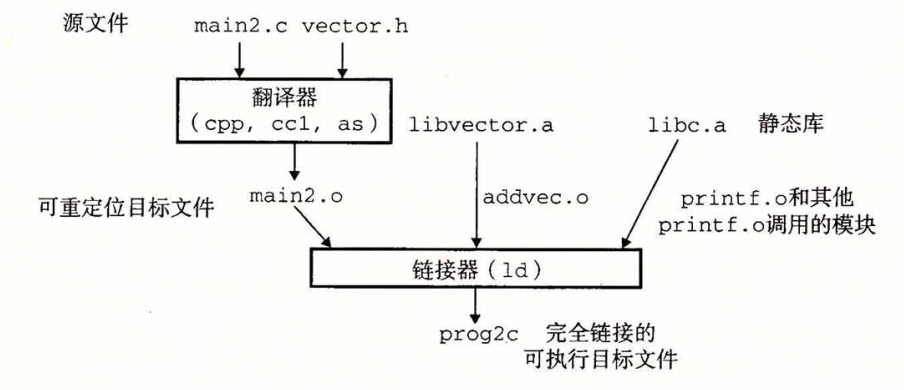 源文件 main2.c vector.h
翻译器
(cpp, cc1, as)
libvector.a
libc.a 静态库
可重定位目标文件
main2.o
addvec.o
printf.o和其他
printf.o调用的模块
链接器(ld)
prog2c 完全链接的
可执行目标文件